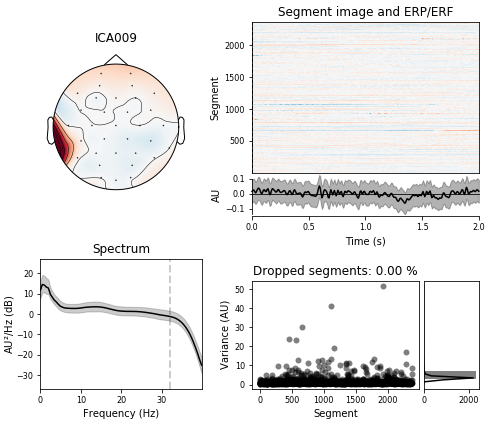 ICA009
Segment image and ERP/ERF
Segment
2000
1500
1000
500
AU
0.1
0.0
−0.1
0.0 0.5 1.0 1.5 2.0
Time (s)
Spectrum
AU²/Hz (dB)
20
10
0
−10
−20
−30
0 10 20 30
Frequency (Hz)
Dropped segments: 0.00 %
Variance (AU)
50
40
30
20
10
0
0 500 1000 1500 2000
Segment
0 2000